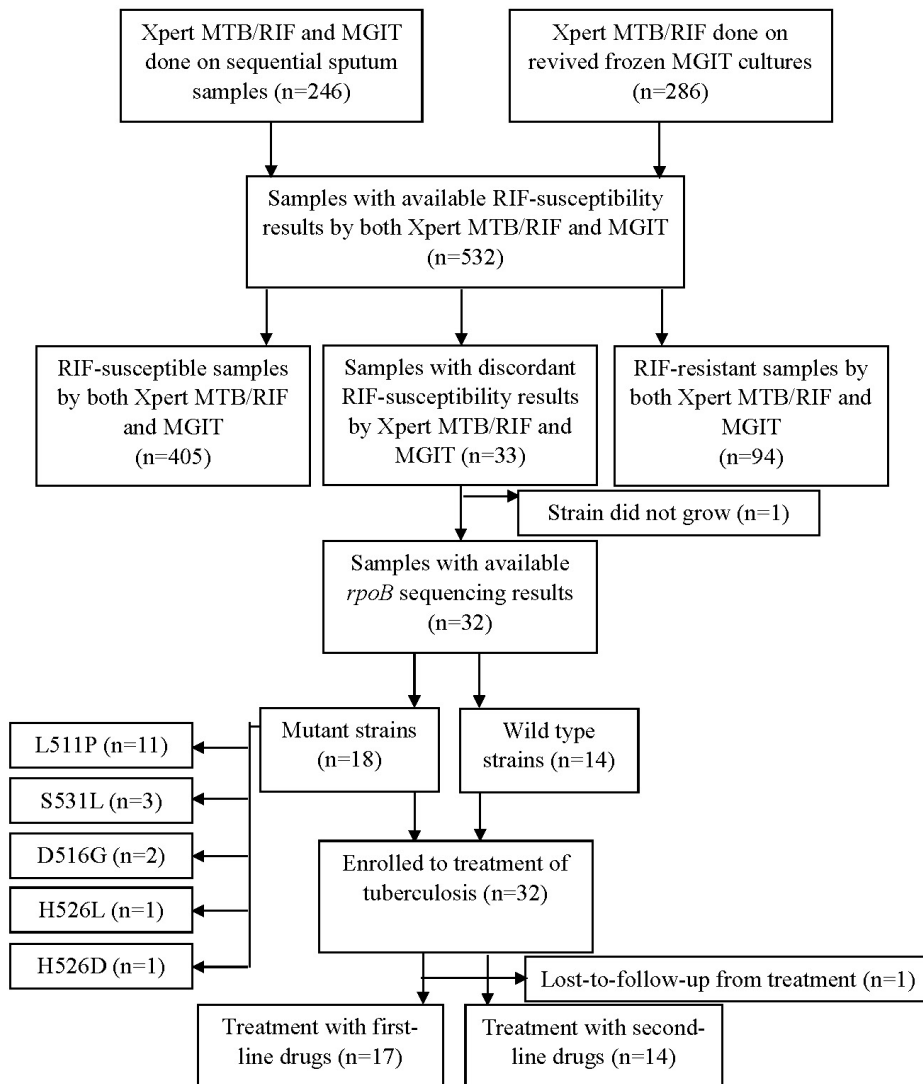 Xpert MTB/RIF and MGIT
done on sequential sputum
samples (n=246)
Xpert MTB/RIF done on
revived frozen MGIT cultures
(n=286)
Samples with available RIF-susceptibility
results by both Xpert MTB/RIF and MGIT
(n=532)
RIF-susceptible samples
by both Xpert MTB/RIF
and MGIT
(n=405)
Samples with discordant
RIF-susceptibility results
by Xpert MTB/RIF and
MGIT (n=33)
RIF-resistant samples by
both Xpert MTB/RIF and
MGIT
(n=94)
Strain did not grow (n=1)
Samples with available
rpoB sequencing results
(n=32)
Mutant strains
(n=18)
Wild type
strains (n=14)
L511P (n=11)
S531L (n=3)
D516G (n=2)
H526L (n=1)
H526D (n=1)
Enrolled to treatment of
tuberculosis (n=32)
Lost-to-follow-up from treatment (n=1)
Treatment with first-
line drugs (n=17)
Treatment with second-
line drugs (n=14)